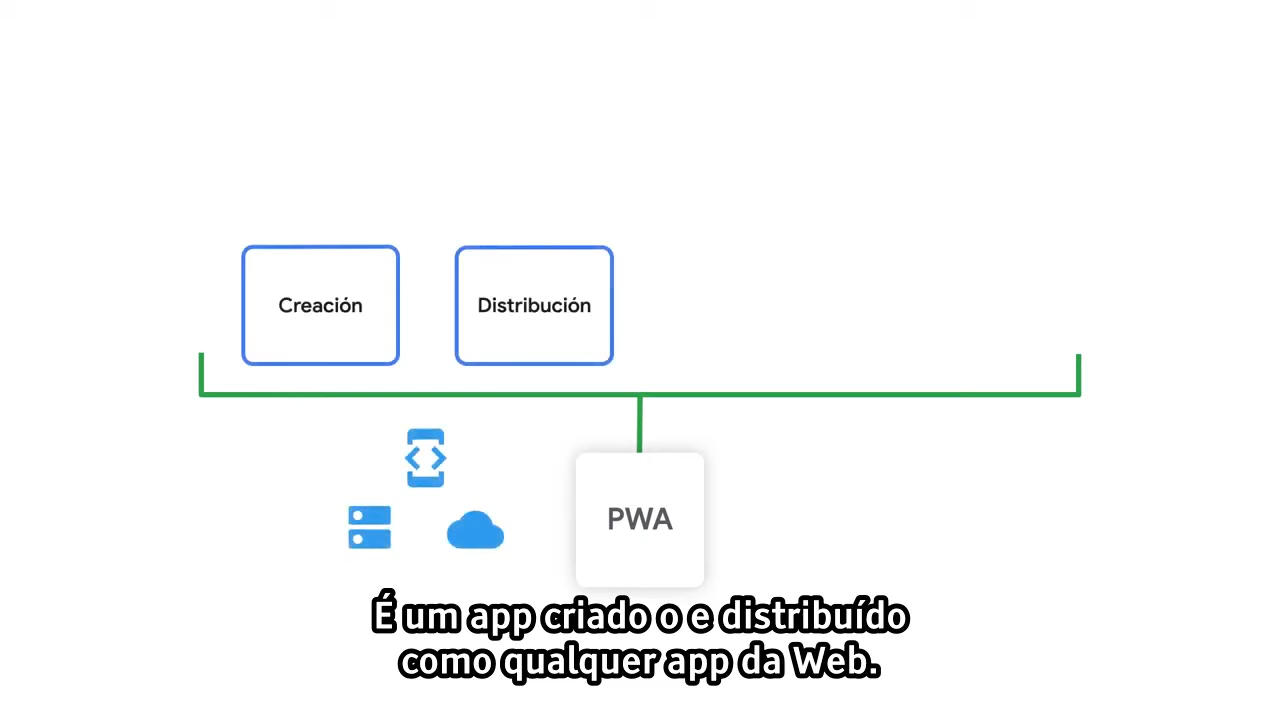 Creación
Distribución
PWA
É um app criado o e distribuído
como qualquer app da Web.